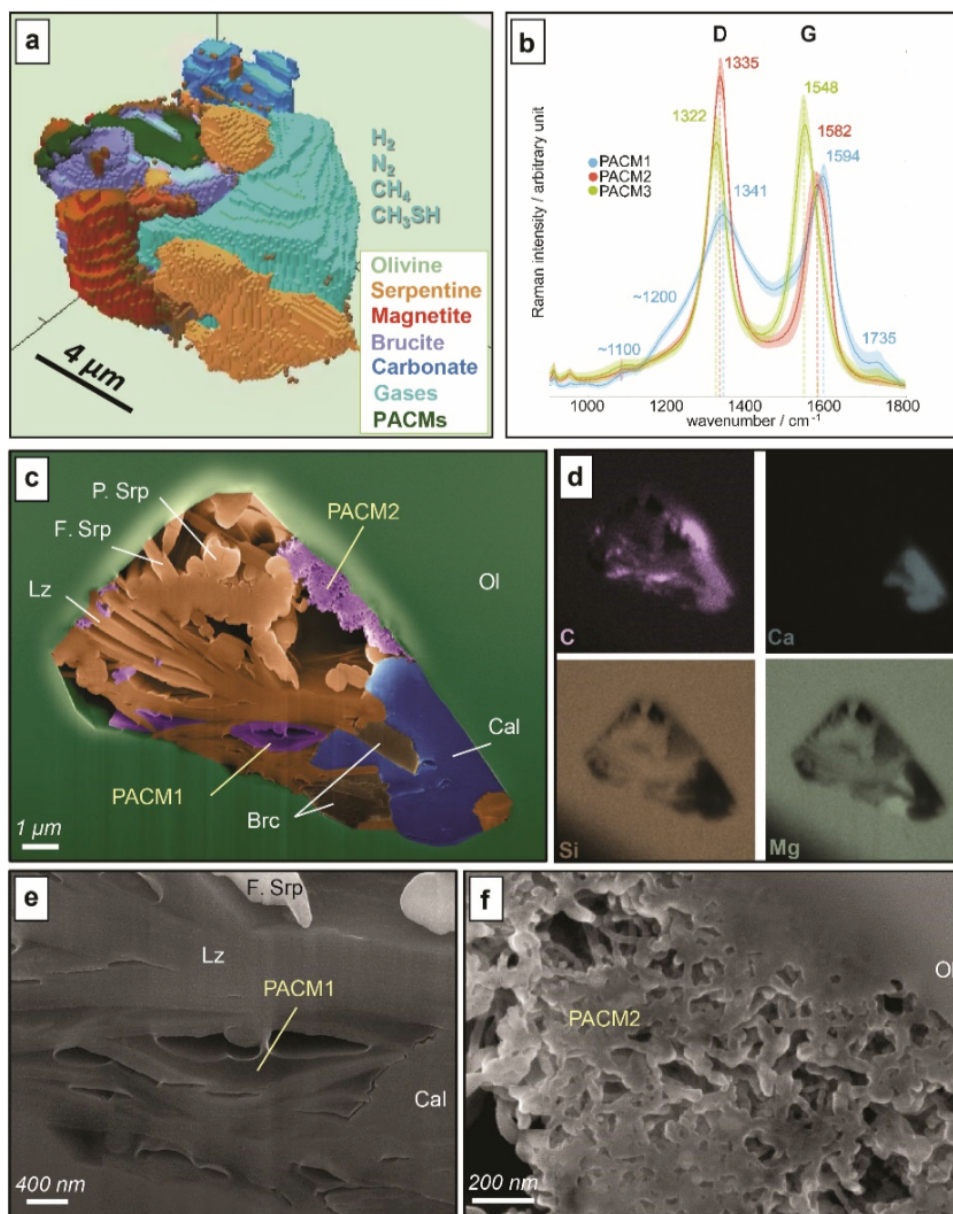 a
H₂
N₂
CH₄
CH₃SH
Olivine
Serpentine
Magnetite
Brucite
Carbonate
Gases
PACMs
4 µm
b
D
G
1335
1548
1322
1582
PACM1
PACM2
PACM3
1594
1341
~1200
~1100
1735
Raman intensity / arbitrary unit
1000 1200 1400 1600 1800
wavenumber / cm⁻¹
c
P. Srp
F. Srp
PACM2
Lz
Ol
Cal
PACM1
Brc
1 µm
d
C
Ca
Si
Mg
e
F. Srp
Lz
PACM1
Cal
400 nm
f
Ol
PACM2
200 nm